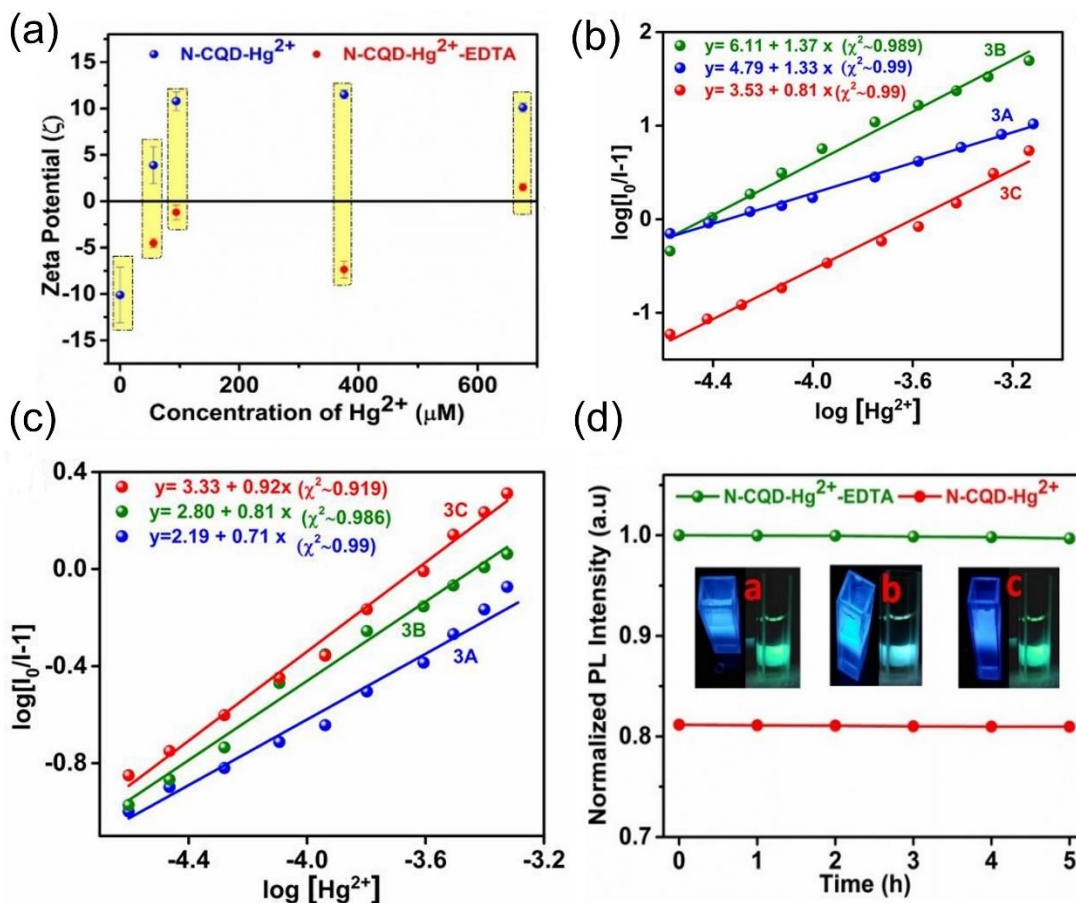 (a)
N-CQD-Hg²⁺ N-CQD-Hg²⁺-EDTA
Zeta Potential (ζ)
15
10
5
0
-5
-10
-15
0 200 400 600
Concentration of Hg²⁺ (μM)
(b)
y= 6.11 + 1.37 x (χ²~0.989)
y= 4.79 + 1.33 x (χ²~0.99)
y= 3.53 + 0.81 x (χ²~0.99)
3B
3A
3C
log[I₀/I-1]
2
1
0
-1
-4.4 -4.0 -3.6 -3.2
log [Hg²⁺]
(c)
y= 3.33 + 0.92x (χ²~0.919)
y= 2.80 + 0.81 x (χ²~0.986)
y=2.19 + 0.71 x (χ²~0.99)
3C
3B
3A
log[I₀/I-1]
0.4
0.0
-0.4
-0.8
-4.4 -4.0 -3.6 -3.2
log [Hg²⁺]
(d)
N-CQD-Hg²⁺-EDTA N-CQD-Hg²⁺
Normalized PL Intensity (a.u)
1.0
0.9
0.8
0.7
a b c
0 1 2 3 4 5
Time (h)